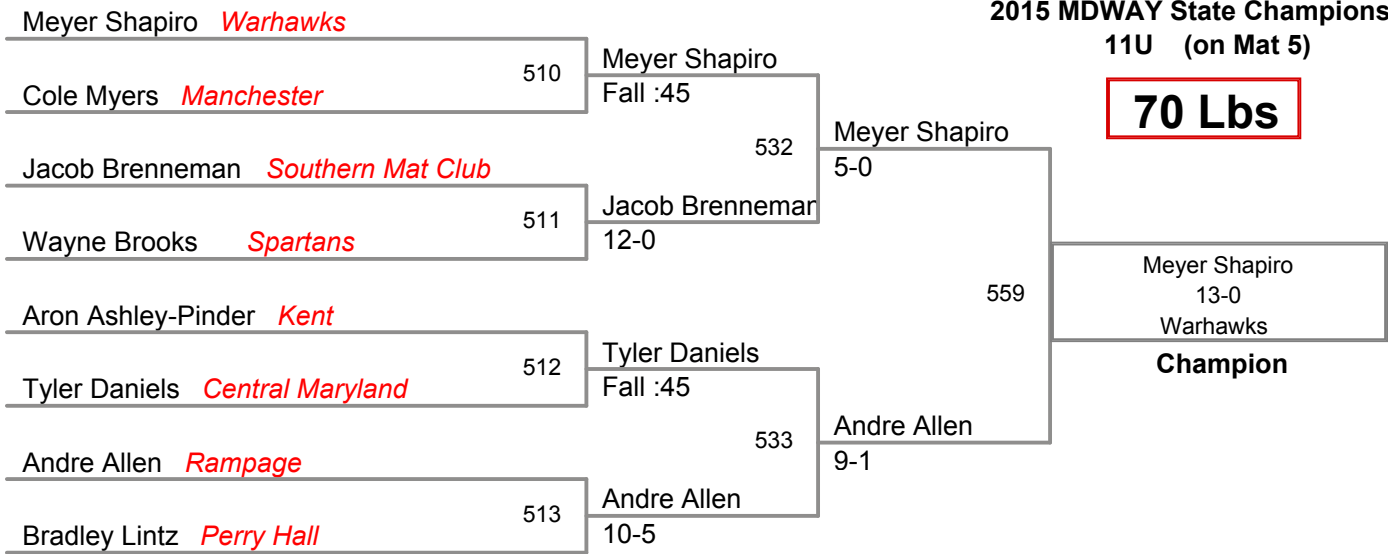 2015 MDWAY State Champions
11U (on Mat 5)
70 Lbs
Meyer Shapiro Warhawks
510
Cole Myers Manchester
Meyer Shapiro
Fall :45
Jacob Brenneman Southern Mat Club
511
Wayne Brooks Spartans
Jacob Brenneman
12-0
532
Meyer Shapiro
5-0
Aron Ashley-Pinder Kent
512
Tyler Daniels Central Maryland
Tyler Daniels
Fall :45
Andre Allen Rampage
513
Bradley Lintz Perry Hall
Andre Allen
10-5
533
Andre Allen
9-1
559
Meyer Shapiro
13-0
Warhawks
Champion